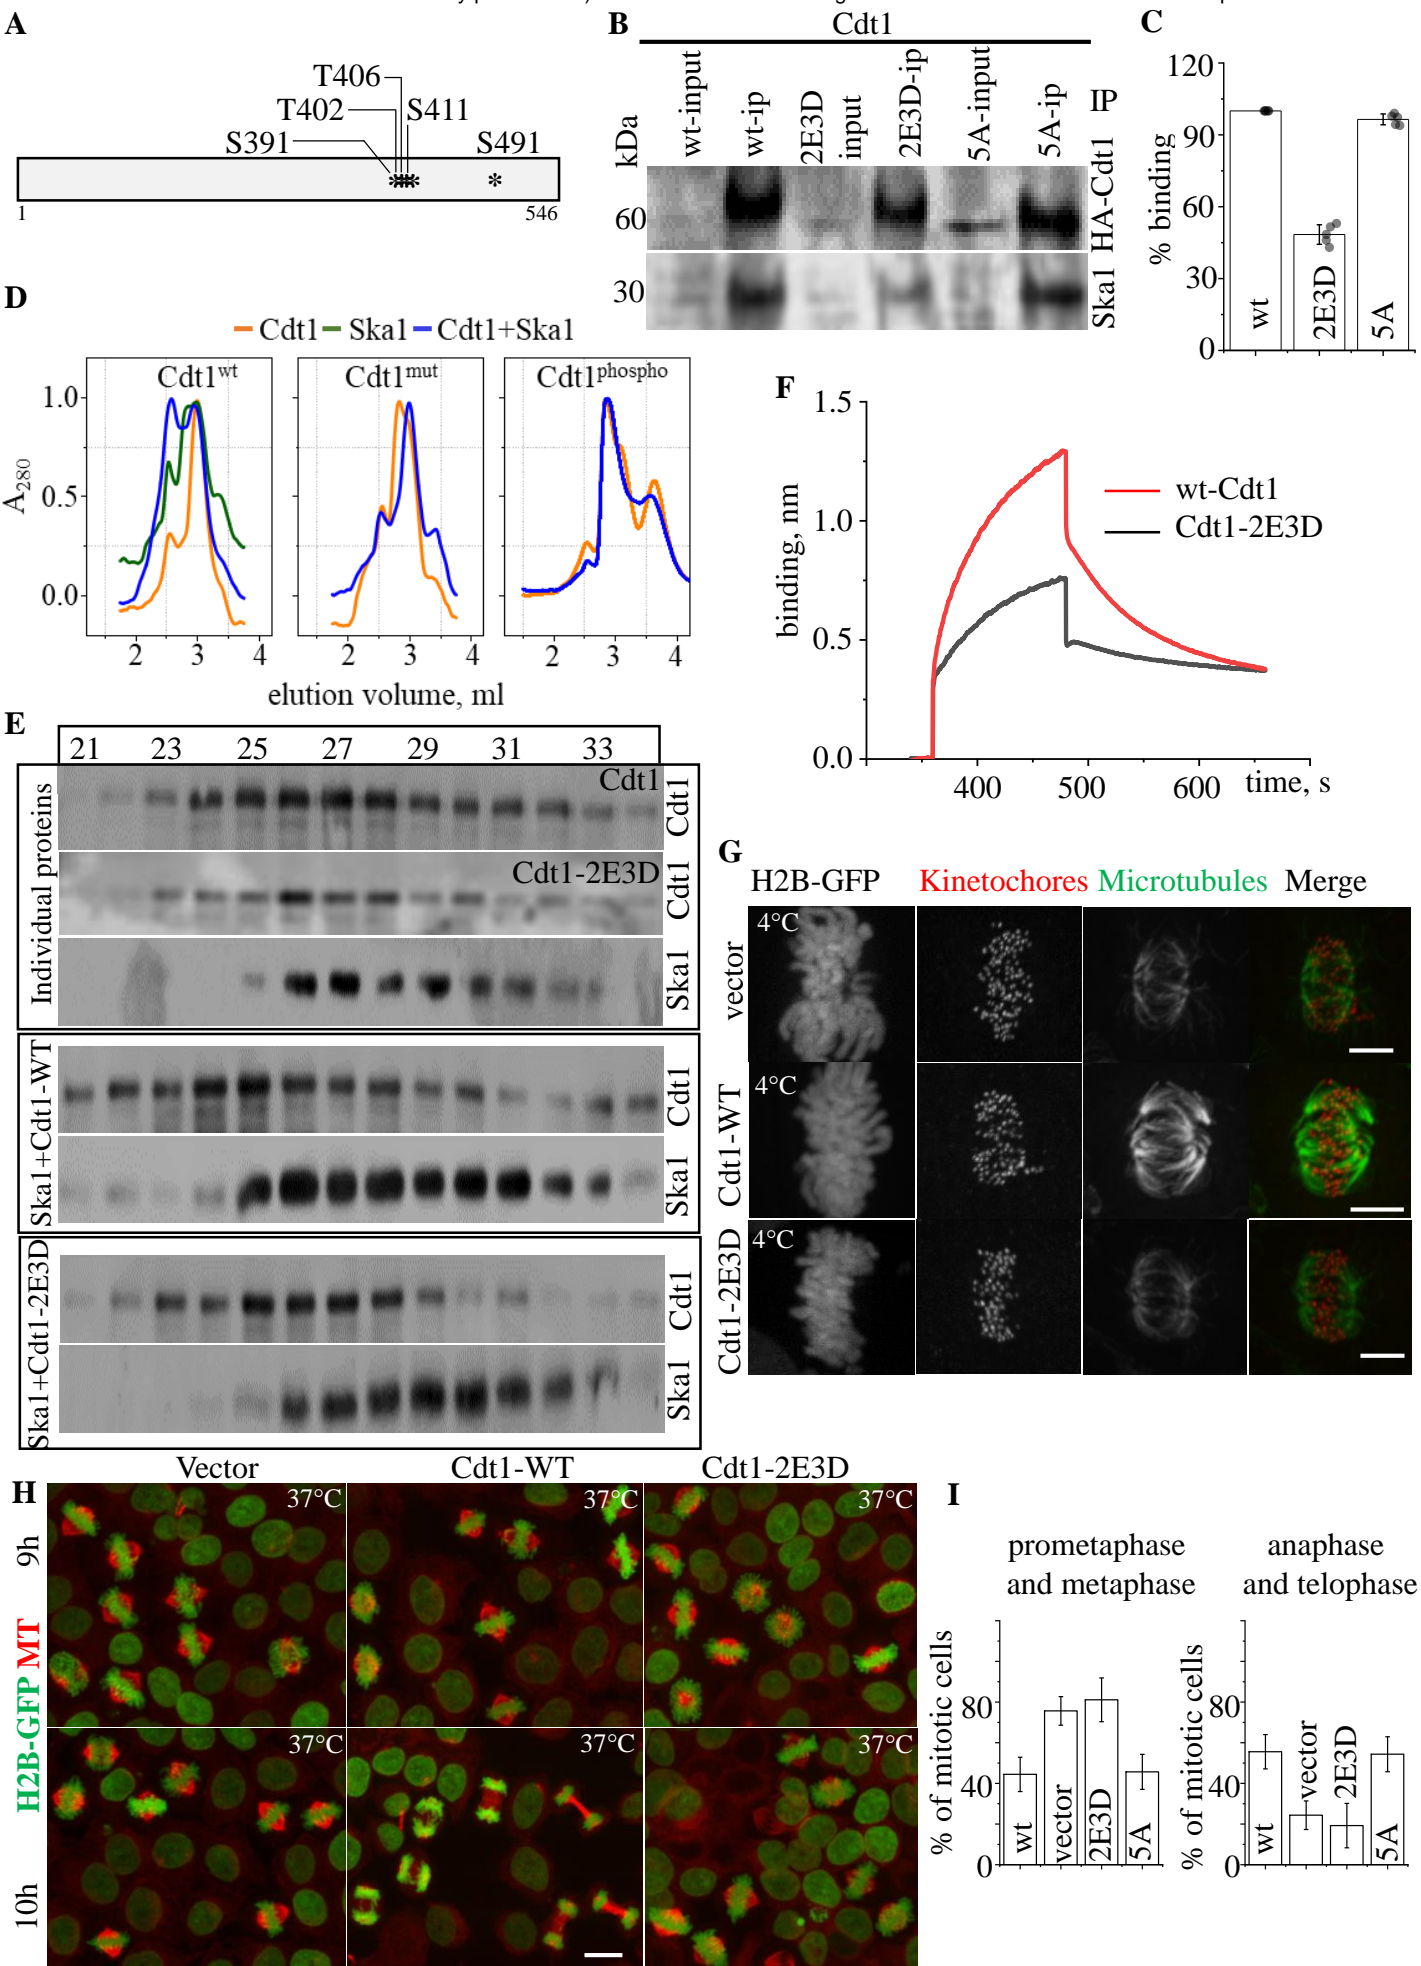 A
T406
T402
S411
S391
S491
*
1
546
B
Cdt1
kDa
wt-input
wt-ip
2E3D
input
2E3D-ip
5A-input
5A-ip
IP
60
HA-Cdt1
30
Ska1
C
% binding
120
90
60
30
0
wt
2E3D
5A
D
Cdt1
Ska1
Cdt1+Ska1
Cdt1wt
Cdt1mut
Cdt1phospho
A280
1.0
0.5
0.0
2 3 4
2 3 4
2 3 4
elution volume, ml
E
21 23 25 27 29 31 33
Individual proteins
Cdt1
Cdt1
Cdt1-2E3D
Cdt1
Ska1
Ska1+Cdt1-WT
Cdt1
Ska1
Ska1+Cdt1-2E3D
Cdt1
Ska1
F
binding, nm
1.5
1.0
0.5
0.0
wt-Cdt1
Cdt1-2E3D
400 500 600
time, s
G
H2B-GFP Kinetochores Microtubules Merge
vector
4°C
Cdt1-WT
4°C
Cdt1-2E3D
4°C
H
Vector Cdt1-WT Cdt1-2E3D
H2B-GFP MT
9h
37°C 37°C 37°C
10h
37°C 37°C 37°C
I
prometaphase
and metaphase
% of mitotic cells
80
40
0
wt
vector
2E3D
5A
anaphase
and telophase
% of mitotic cells
80
40
0
wt
vector
2E3D
5A